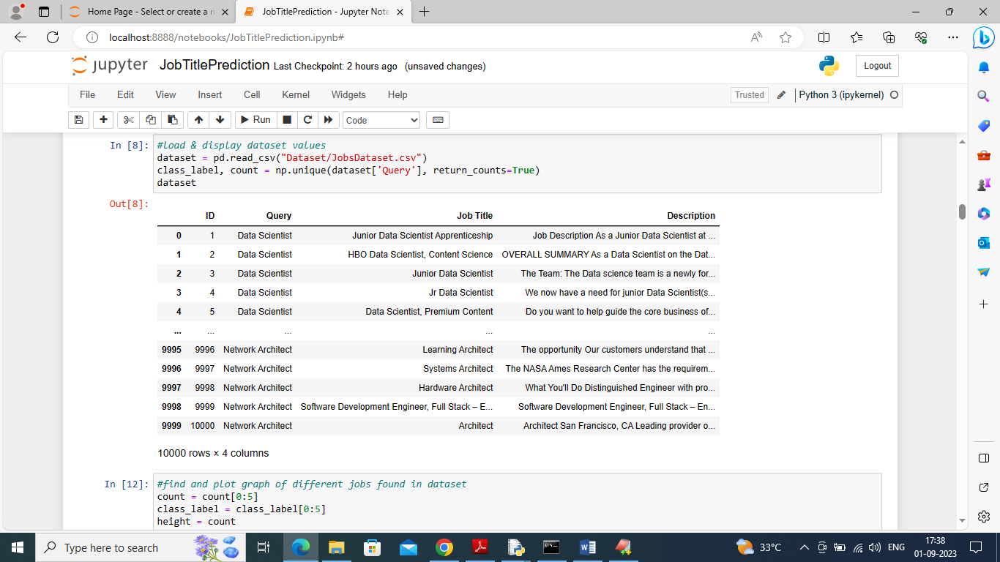 Home Page - Select or create a n
JobTitlePrediction - Jupyter Note
localhost:8888/notebooks/JobTitlePrediction.ipynb#
jupyter JobTitlePrediction Last Checkpoint: 2 hours ago (unsaved changes)
Logout
File Edit View Insert Cell Kernel Widgets Help
Trusted Python 3 (ipykernel)
Run Code
In [8]: #load & display dataset values
dataset = pd.read_csv("Dataset/JobsDataset.csv")
class_label, count = np.unique(dataset['Query'], return_counts=True)
dataset
Out[8]:
ID Query Job Title Description
0 1 Data Scientist Junior Data Scientist Apprenticeship Job Description As a Junior Data Scientist at ...
1 2 Data Scientist HBO Data Scientist, Content Science OVERALL SUMMARY As a Data Scientist on the Dat...
2 3 Data Scientist Junior Data Scientist The Team: The Data science team is a newly for...
3 4 Data Scientist Jr Data Scientist We now have a need for junior Data Scientist(s...
4 5 Data Scientist Data Scientist, Premium Content Do you want to help guide the core business of...
... ... ... ... ...
9995 9996 Network Architect Learning Architect The opportunity Our customers understand that ...
9996 9997 Network Architect Systems Architect The NASA Ames Research Center has the requirem...
9997 9998 Network Architect Hardware Architect What You'll Do Distinguished Engineer with pro...
9998 9999 Network Architect Software Development Engineer, Full Stack – E... Software Development Engineer, Full Stack – En...
9999 10000 Network Architect Architect Architect San Francisco, CA Leading provider o...
10000 rows × 4 columns
In [12]: #find and plot graph of different jobs found in dataset
count = count[0:5]
class_label = class_label[0:5]
height = count
Type here to search
33°C
ENG
17:38
01-09-2023